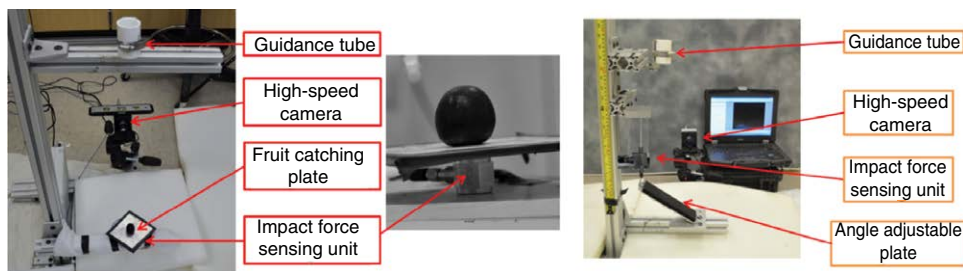 Guidance tube
High-speed
camera
Fruit catching
plate
Impact force
sensing unit
Guidance tube
High-speed
camera
Impact force
sensing unit
Angle adjustable
plate